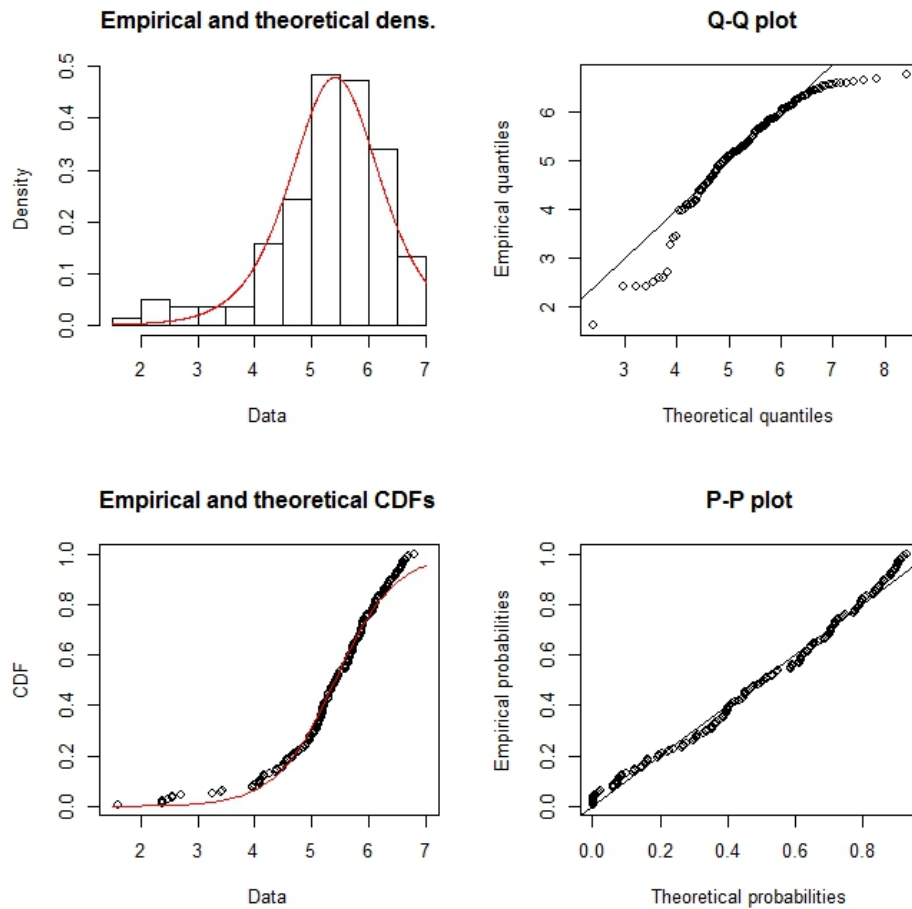 Empirical and theoretical dens.
Density
0.0 0.1 0.2 0.3 0.4 0.5
2 3 4 5 6 7
Data
Q-Q plot
Empirical quantiles
2 3 4 5 6
3 4 5 6 7 8
Theoretical quantiles
Empirical and theoretical CDFs
CDF
0.0 0.2 0.4 0.6 0.8 1.0
2 3 4 5 6 7
Data
P-P plot
Empirical probabilities
0.0 0.2 0.4 0.6 0.8 1.0
0.0 0.2 0.4 0.6 0.8
Theoretical probabilities